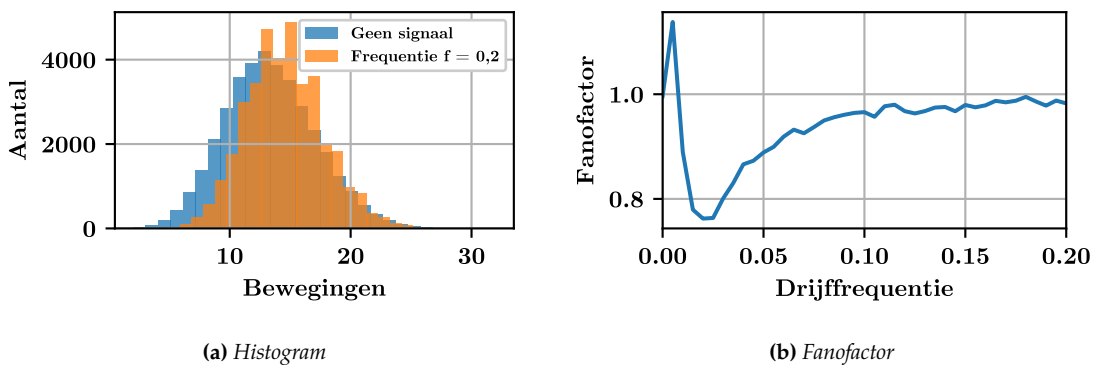 Aantal
4000
2000
0
10
20
30
Bewegingen
Geen signaal
Frequentie f = 0,2
(a) Histogram
Fanofactor
1.0
0.8
0.00
0.05
0.10
0.15
0.20
Drijffrequentie
(b) Fanofactor